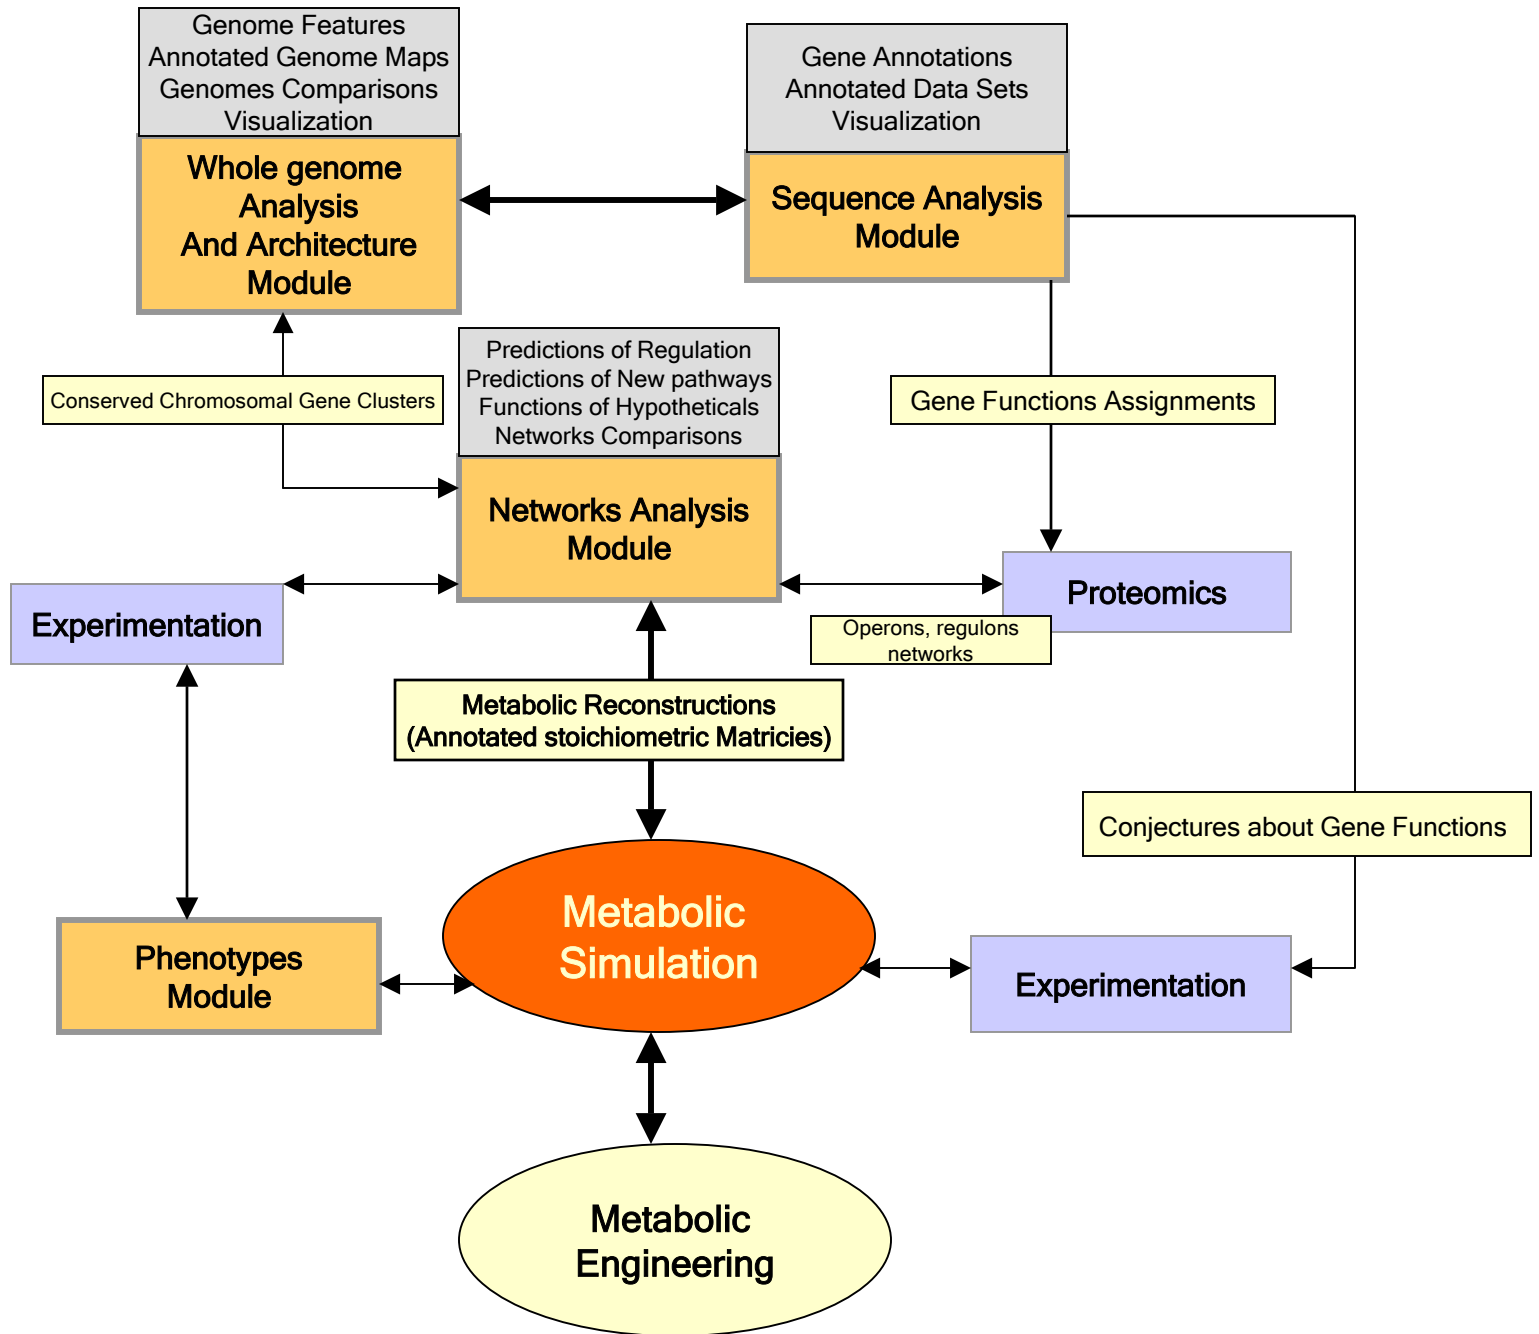 Genome Features
Annotated Genome Maps
Genomes Comparisons
Visualization
Gene Annotations
Annotated Data Sets
Visualization
Whole genome
Analysis
And Architecture
Module
Sequence Analysis
Module
Predictions of Regulation
Predictions of New pathways
Functions of Hypotheticals
Networks Comparisons
Conserved Chromosomal Gene Clusters
Gene Functions Assignments
Networks Analysis
Module
Experimentation
Proteomics
Operons, regulons
networks
Metabolic Reconstructions
(Annotated stoichiometric Matricies)
Conjectures about Gene Functions
Metabolic
Simulation
Phenotypes
Module
Experimentation
Metabolic
Engineering